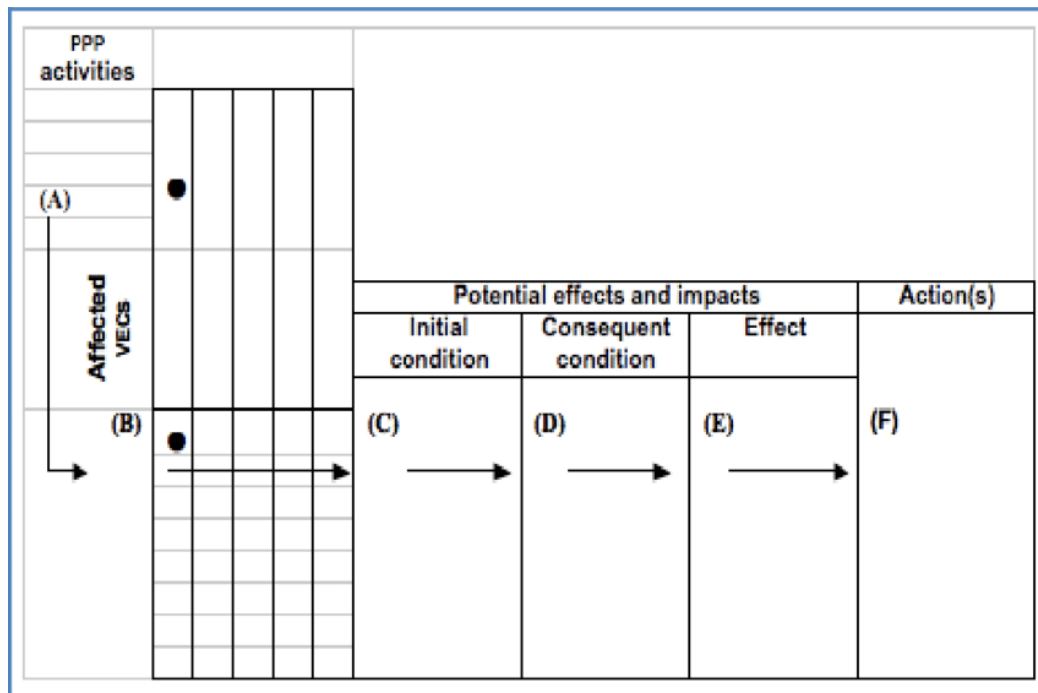 PPP
activities
(A)
Affected
VECs
Potential effects and impacts
Action(s)
Initial
condition
Consequent
condition
Effect
(B)
(C)
(D)
(E)
(F)